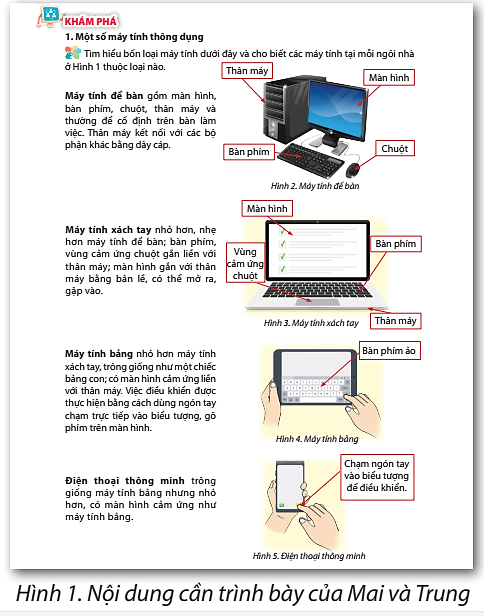 KHÁM PHÁ
1. Một số máy tính thông dụng
Tìm hiểu bốn loại máy tính dưới đây và cho biết các máy tính tại mỗi ngôi nhà
ở Hình 1 thuộc loại nào.
Máy tính để bàn gồm màn hình,
bàn phím, chuột, thân máy và
thường để cố định trên bàn làm
việc. Thân máy kết nối với các bộ
phận khác bằng dây cáp.
Thân máy
Màn hình
Bàn phím
Chuột
Hình 2. Máy tính để bàn
Máy tính xách tay nhỏ hơn, nhẹ
hơn máy tính để bàn; bàn phím,
vùng cảm ứng chuột gắn liền với
thân máy; màn hình gắn với thân
máy bằng bản lề, có thể mở ra,
gập vào.
Màn hình
Vùng
cảm ứng
chuột
Bàn phím
Thân máy
Hình 3. Máy tính xách tay
Máy tính bảng nhỏ hơn máy tính
xách tay, trông giống như một chiếc
bảng con; có màn hình cảm ứng liền
với thân máy. Việc điều khiển được
thực hiện bằng cách dùng ngón tay
chạm trực tiếp vào biểu tượng, gõ
phím trên màn hình.
Bàn phím ảo
Hình 4. Máy tính bảng
Điện thoại thông minh trông
giống máy tính bảng nhưng nhỏ
hơn, có màn hình cảm ứng như
máy tính bảng.
Chạm ngón tay
vào biểu tượng
để điều khiển.
Hình 5. Điện thoại thông minh
Hình 1. Nội dung cần trình bày của Mai và Trung